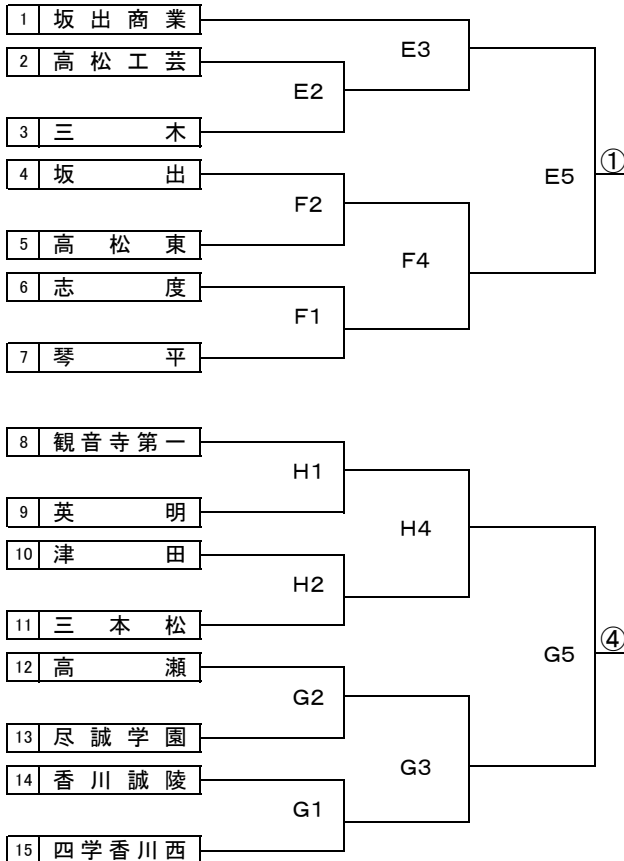 1 坂出商業
E3
2 高松工芸
E2
3 三木
①
4 坂出
E5
F2
5 高松東
F4
6 志度
F1
7 琴平
8 観音寺第一
H1
9 英明
H4
10 津田
H2
11 三本松
④
12 高瀬
G5
G2
13 尽誠学園
G3
14 香川誠陵
G1
15 四学香川西